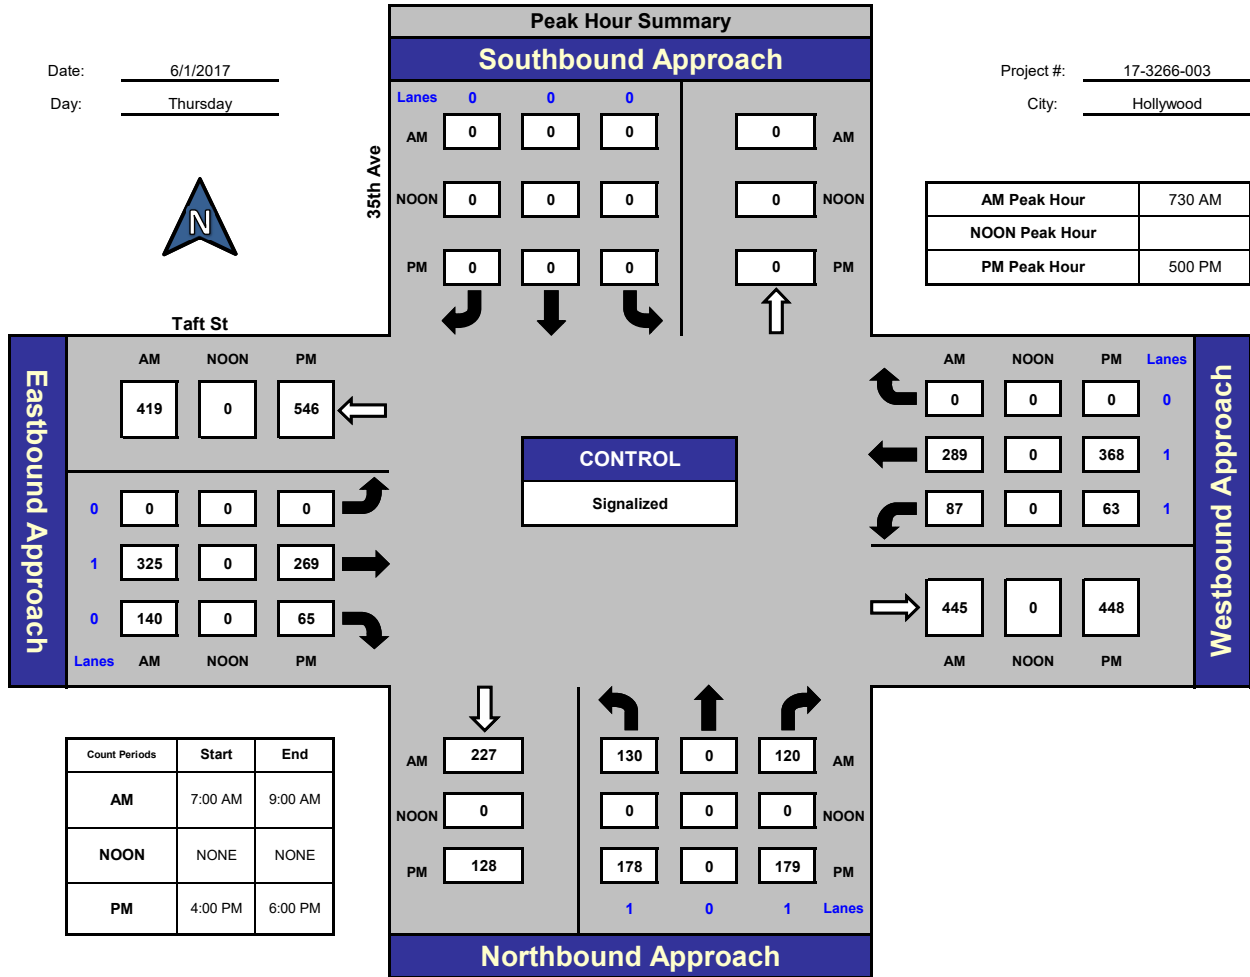 Peak Hour Summary
Southbound Approach
Date: 6/1/2017
Day: Thursday
Project #: 17-3266-003
City: Hollywood
N
35th Ave
Lanes 0 0 0
AM 0 0 0 0 AM
NOON 0 0 0 0 NOON
PM 0 0 0 0 PM
AM Peak Hour 730 AM
NOON Peak Hour
PM Peak Hour 500 PM
Taft St
Eastbound Approach
AM NOON PM
419 0 546
0 0 0 0
1 325 0 269
0 140 0 65
Lanes AM NOON PM
CONTROL
Signalized
AM NOON PM Lanes
0 0 0 0
289 0 368 1
87 0 63 1
445 0 448
AM NOON PM
Westbound Approach
Count Periods Start End
AM 7:00 AM 9:00 AM
NOON NONE NONE
PM 4:00 PM 6:00 PM
AM 227 130 0 120 AM
NOON 0 0 0 0 NOON
PM 128 178 0 179 PM
1 0 1 Lanes
Northbound Approach